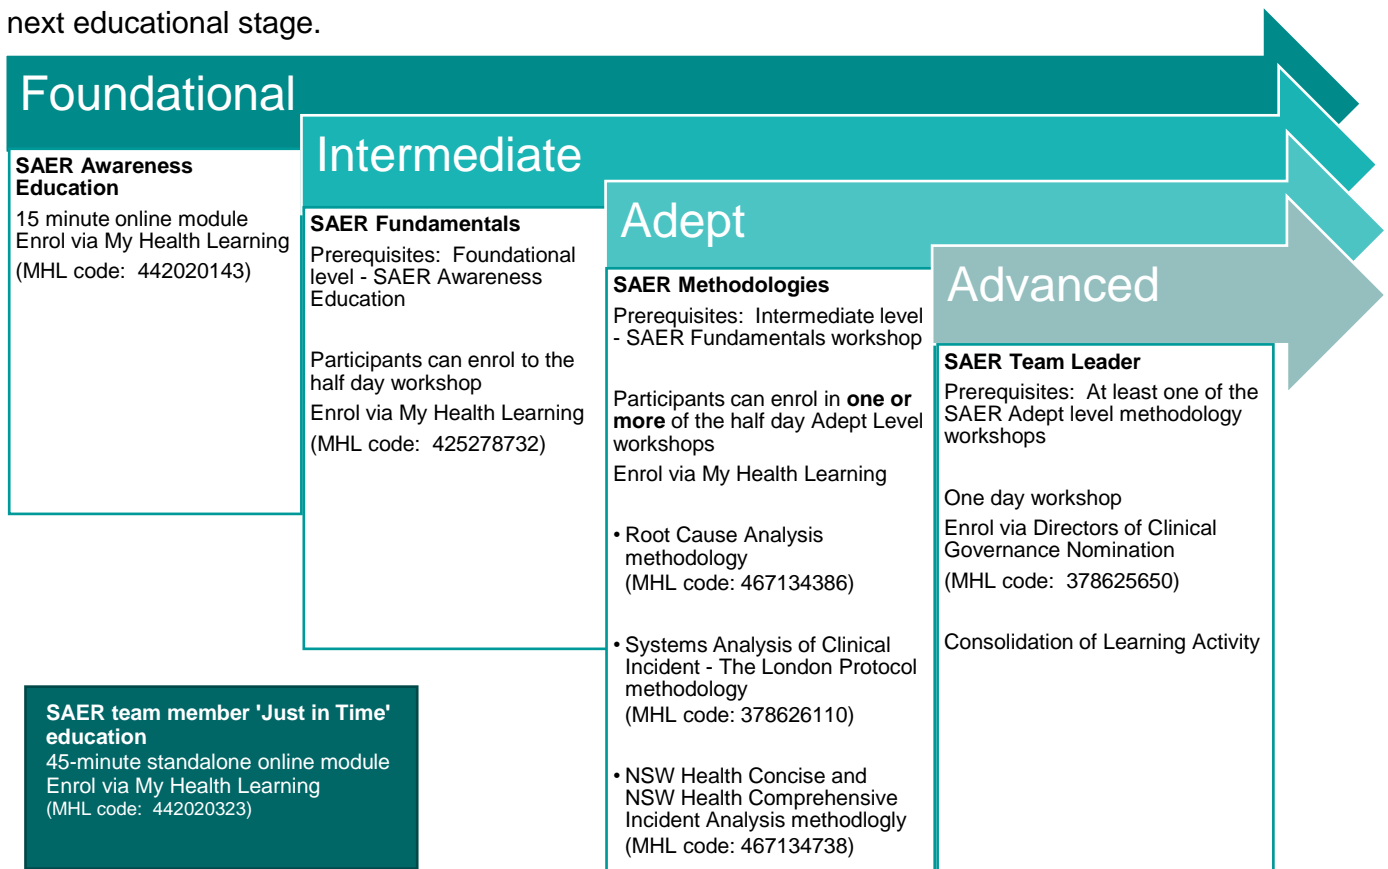 next educational stage.
Foundational
SAER Awareness
Education
15 minute online module
Enrol via My Health Learning
(MHL code:  442020143)
Intermediate
SAER Fundamentals
Prerequisites:  Foundational
level - SAER Awareness
Education
Participants can enrol to the
half day workshop
Enrol via My Health Learning
(MHL code:  425278732)
Adept
SAER Methodologies
Prerequisites:  Intermediate level
- SAER Fundamentals workshop
Participants can enrol in one or
more of the half day Adept Level
workshops
Enrol via My Health Learning
• Root Cause Analysis
methodology
(MHL code: 467134386)
• Systems Analysis of Clinical
Incident - The London Protocol
methodology
(MHL code: 378626110)
• NSW Health Concise and
NSW Health Comprehensive
Incident Analysis methodlogly
(MHL code: 467134738)
Advanced
SAER Team Leader
Prerequisites:  At least one of the
SAER Adept level methodology
workshops
One day workshop
Enrol via Directors of Clinical
Governance Nomination
(MHL code:  378625650)
Consolidation of Learning Activity
SAER team member 'Just in Time'
education
45-minute standalone online module
Enrol via My Health Learning
(MHL code:  442020323)